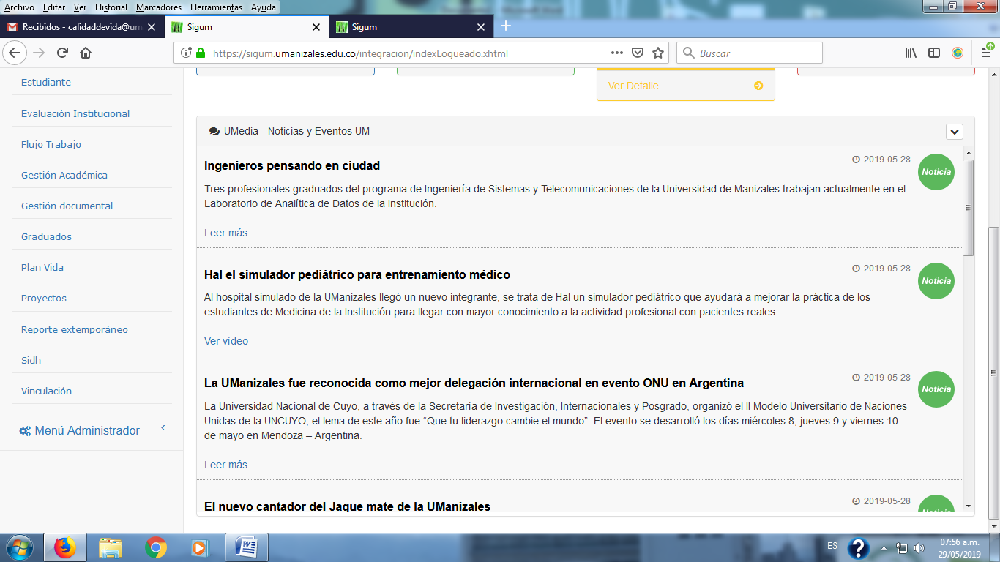 Archivo Editar Ver Historial Marcadores Herramientas Ayuda
Recibidos - calidaddevida@um
Sigum
Sigum
https://sigum.umanizales.edu.co/integracion/indexLogueado.xhtml
Buscar
Estudiante
Evaluación Institucional
Flujo Trabajo
Gestión Académica
Gestión documental
Graduados
Plan Vida
Proyectos
Reporte extemporáneo
Sidh
Vinculación
Menú Administrador
Ver Detalle
UMedia - Noticias y Eventos UM
Ingenieros pensando en ciudad
2019-05-28
Noticia
Tres profesionales graduados del programa de Ingeniería de Sistemas y Telecomunicaciones de la Universidad de Manizales trabajan actualmente en el
Laboratorio de Analítica de Datos de la Institución.
Leer más
Hal el simulador pediátrico para entrenamiento médico
2019-05-28
Noticia
Al hospital simulado de la UManizales llegó un nuevo integrante, se trata de Hal un simulador pediátrico que ayudará a mejorar la práctica de los
estudiantes de Medicina de la Institución para llegar con mayor conocimiento a la actividad profesional con pacientes reales.
Ver vídeo
La UManizales fue reconocida como mejor delegación internacional en evento ONU en Argentina
2019-05-28
Noticia
La Universidad Nacional de Cuyo, a través de la Secretaría de Investigación, Internacionales y Posgrado, organizó el II Modelo Universitario de Naciones
Unidas de la UNCUYO; el lema de este año fue “Que tu liderazgo cambie el mundo”. El evento se desarrolló los días miércoles 8, jueves 9 y viernes 10
de mayo en Mendoza – Argentina.
Leer más
El nuevo cantador del Jaque mate de la UManizales
2019-05-28
Noticia
ES
07:56 a.m.
29/05/2019